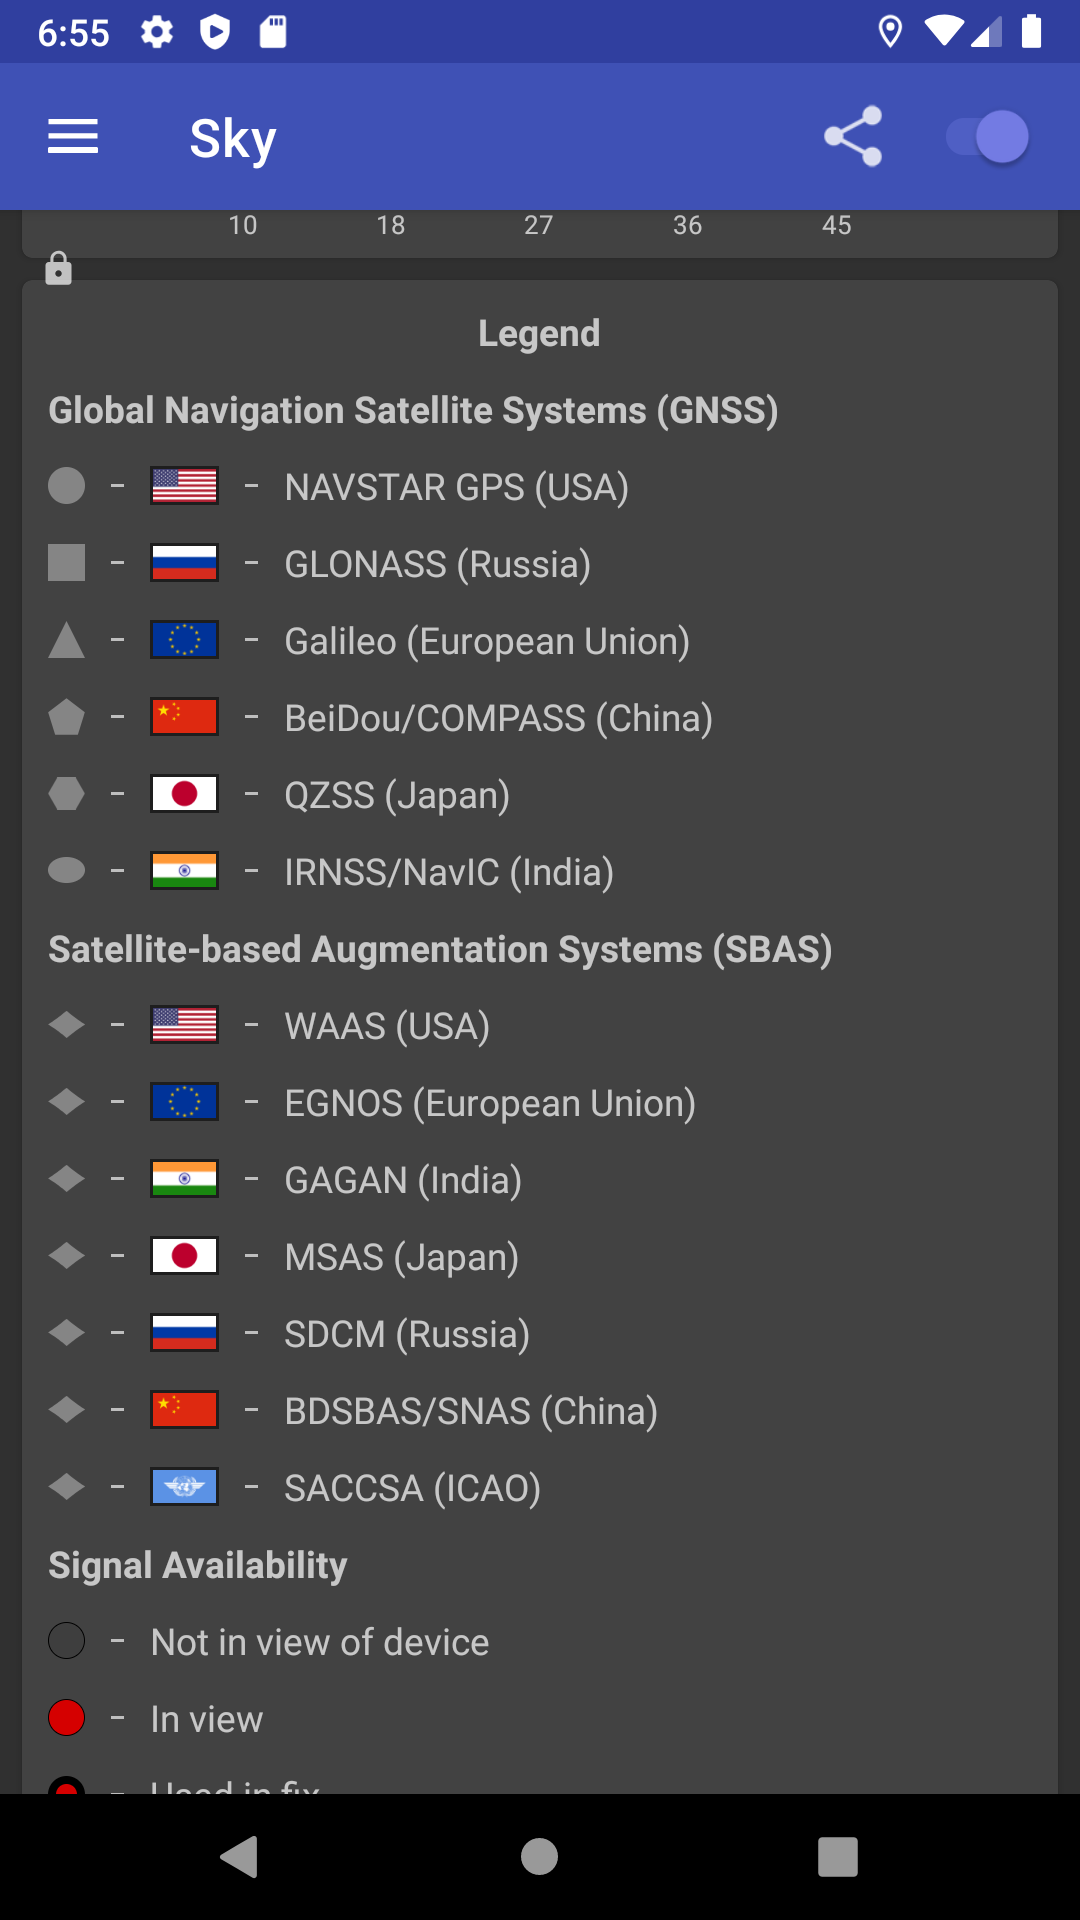 6:55
Sky
10 18 27 36 45
Legend
Global Navigation Satellite Systems (GNSS)
– – NAVSTAR GPS (USA)
– – GLONASS (Russia)
– – Galileo (European Union)
– – BeiDou/COMPASS (China)
– – QZSS (Japan)
– – IRNSS/NavIC (India)
Satellite-based Augmentation Systems (SBAS)
– – WAAS (USA)
– – EGNOS (European Union)
– – GAGAN (India)
– – MSAS (Japan)
– – SDCM (Russia)
– – BDSBAS/SNAS (China)
– – SACCSA (ICAO)
Signal Availability
– Not in view of device
– In view
– Used in fix